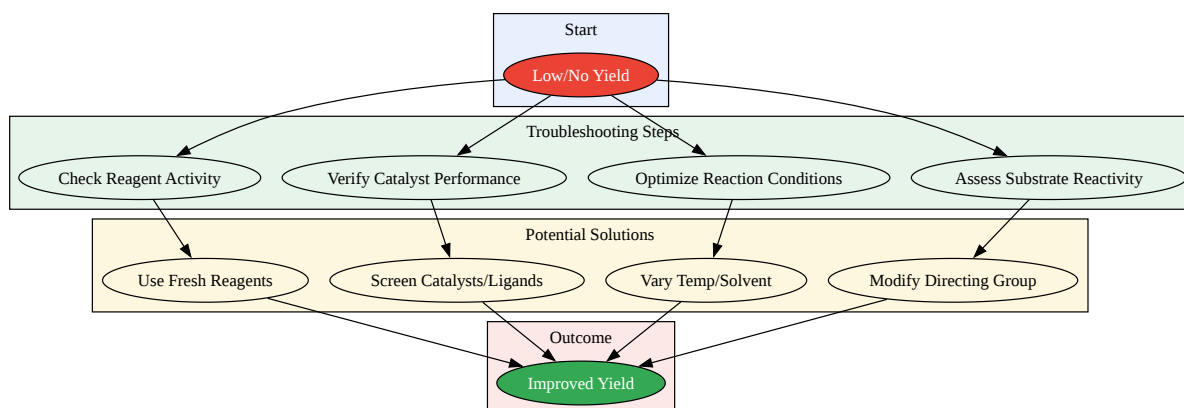 Start
Low/No Yield
Troubleshooting Steps
Check Reagent Activity
Verify Catalyst Performance
Optimize Reaction Conditions
Assess Substrate Reactivity
Potential Solutions
Use Fresh Reagents
Screen Catalysts/Ligands
Vary Temp/Solvent
Modify Directing Group
Outcome
Improved Yield